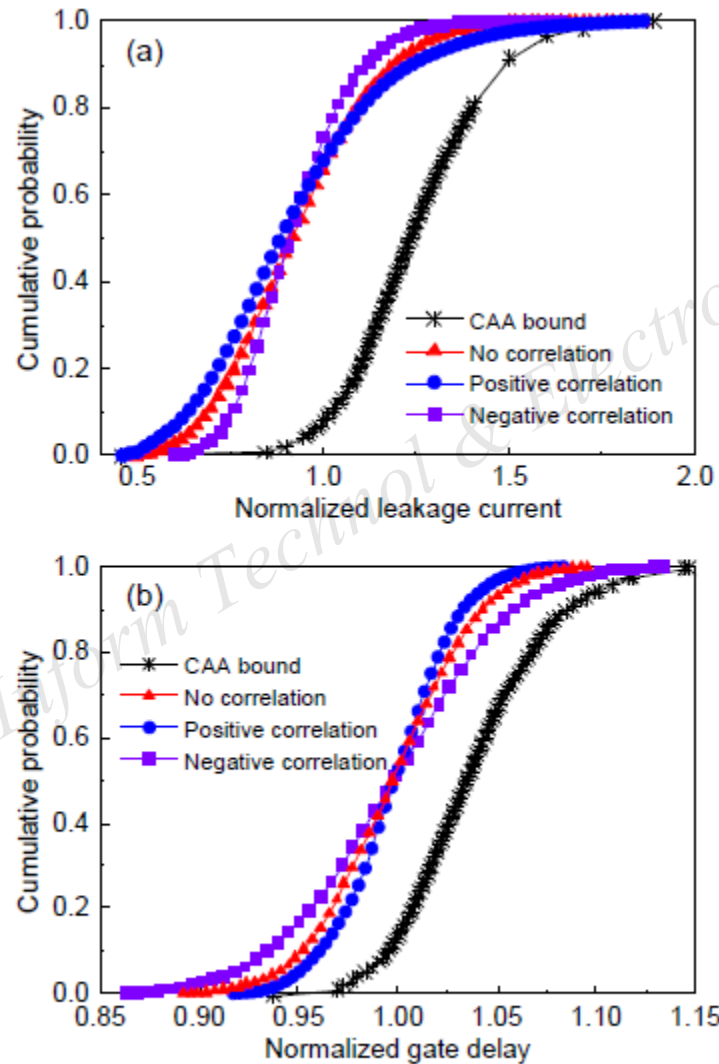 (a)
1.0
0.8
0.6
0.4
0.2
0.0
Cumulative probability
CAA bound
No correlation
Positive correlation
Negative correlation
0.5 1.0 1.5 2.0
Normalized leakage current
(b)
1.0
0.8
0.6
0.4
0.2
0.0
Cumulative probability
CAA bound
No correlation
Positive correlation
Negative correlation
0.85 0.90 0.95 1.00 1.05 1.10 1.15
Normalized gate delay
Technol & Electro